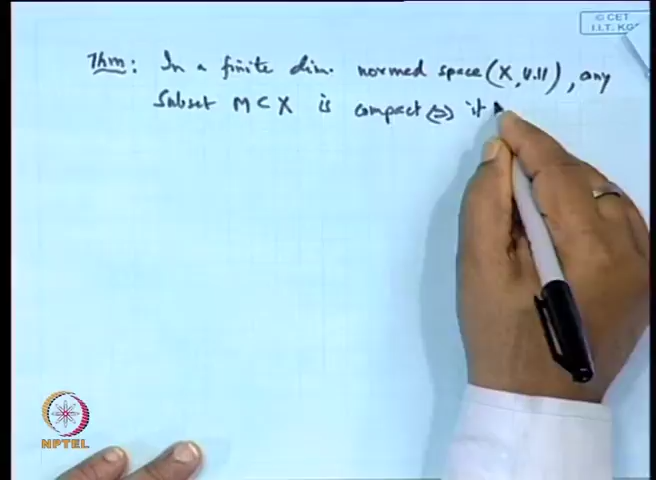 © CET
I.I.T. KGP
Thm: In a finite dim. normed space (X, ||.||), any
Subset M ⊂ X is compact (⇔) it
NPTEL